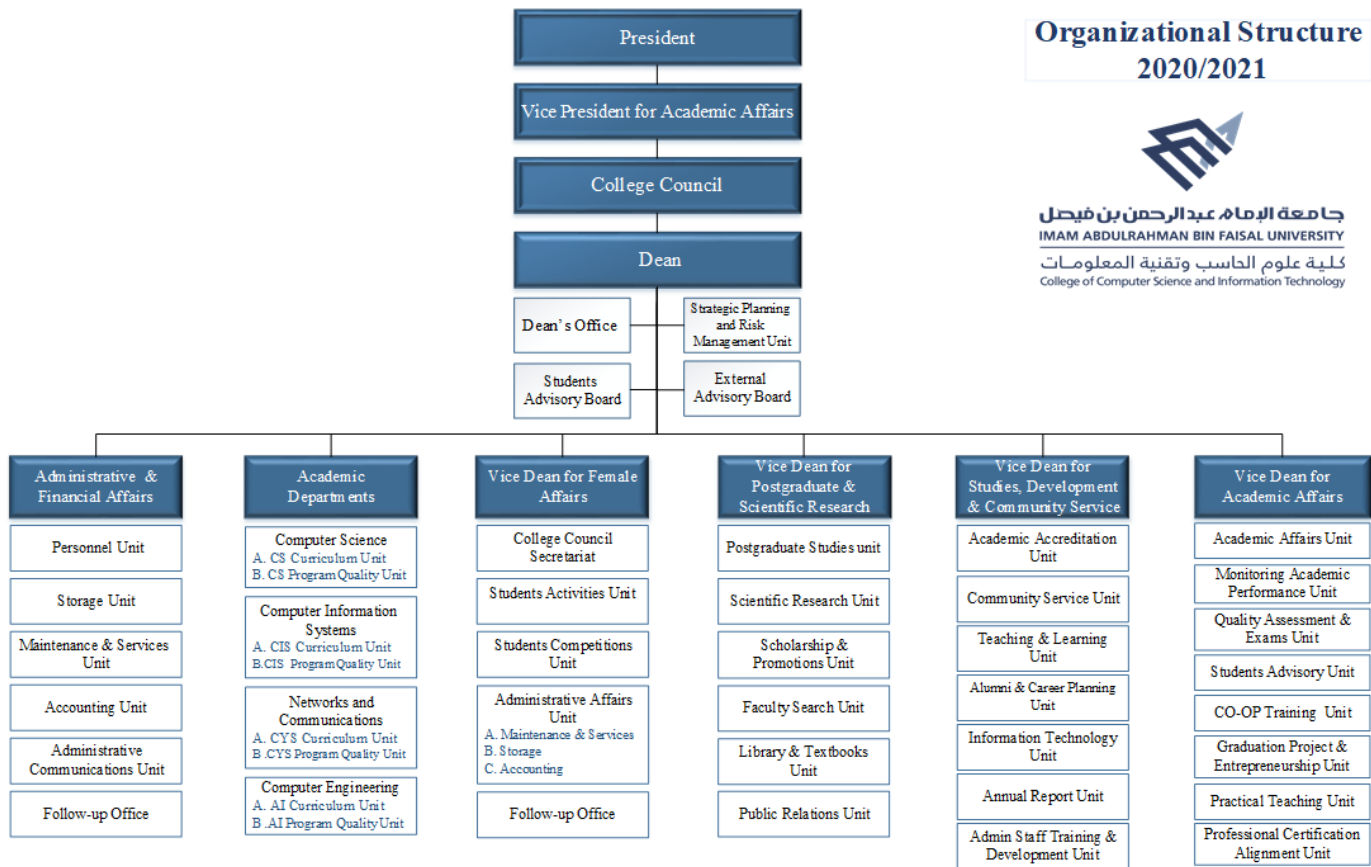 Organizational Structure
2020/2021
جامعة الإمام عبدالرحمن بن فيصل
IMAM ABDULRAHMAN BIN FAISAL UNIVERSITY
كلية علوم الحاسب وتقنية المعلومات
College of Computer Science and Information Technology
President
Vice President for Academic Affairs
College Council
Dean
Dean's Office
Strategic Planning
and Risk
Management Unit
Students
Advisory Board
External
Advisory Board
Administrative &
Financial Affairs
Personnel Unit
Storage Unit
Maintenance & Services
Unit
Accounting Unit
Administrative
Communications Unit
Follow-up Office
Academic
Departments
Computer Science
A. CS Curriculum Unit
B. CS Program Quality Unit
Computer Information
Systems
A. CIS Curriculum Unit
B.CIS Program Quality Unit
Networks and
Communications
A. CYS Curriculum Unit
B .CYS Program Quality Unit
Computer Engineering
A. AI Curriculum Unit
B .AI Program Quality Unit
Vice Dean for Female
Affairs
College Council
Secretariat
Students Activities Unit
Students Competitions
Unit
Administrative Affairs
Unit
A. Maintenance & Services
B. Storage
C. Accounting
Follow-up Office
Vice Dean for
Postgraduate &
Scientific Research
Postgraduate Studies unit
Scientific Research Unit
Scholarship &
Promotions Unit
Faculty Search Unit
Library & Textbooks
Unit
Public Relations Unit
Vice Dean for
Studies, Development
& Community Service
Academic Accreditation
Unit
Community Service Unit
Teaching & Learning
Unit
Alumni & Career Planning
Unit
Information Technology
Unit
Annual Report Unit
Admin Staff Training &
Development Unit
Vice Dean for
Academic Affairs
Academic Affairs Unit
Monitoring Academic
Performance Unit
Quality Assessment &
Exams Unit
Students Advisory Unit
CO-OP Training Unit
Graduation Project &
Entrepreneurship Unit
Practical Teaching Unit
Professional Certification
Alignment Unit